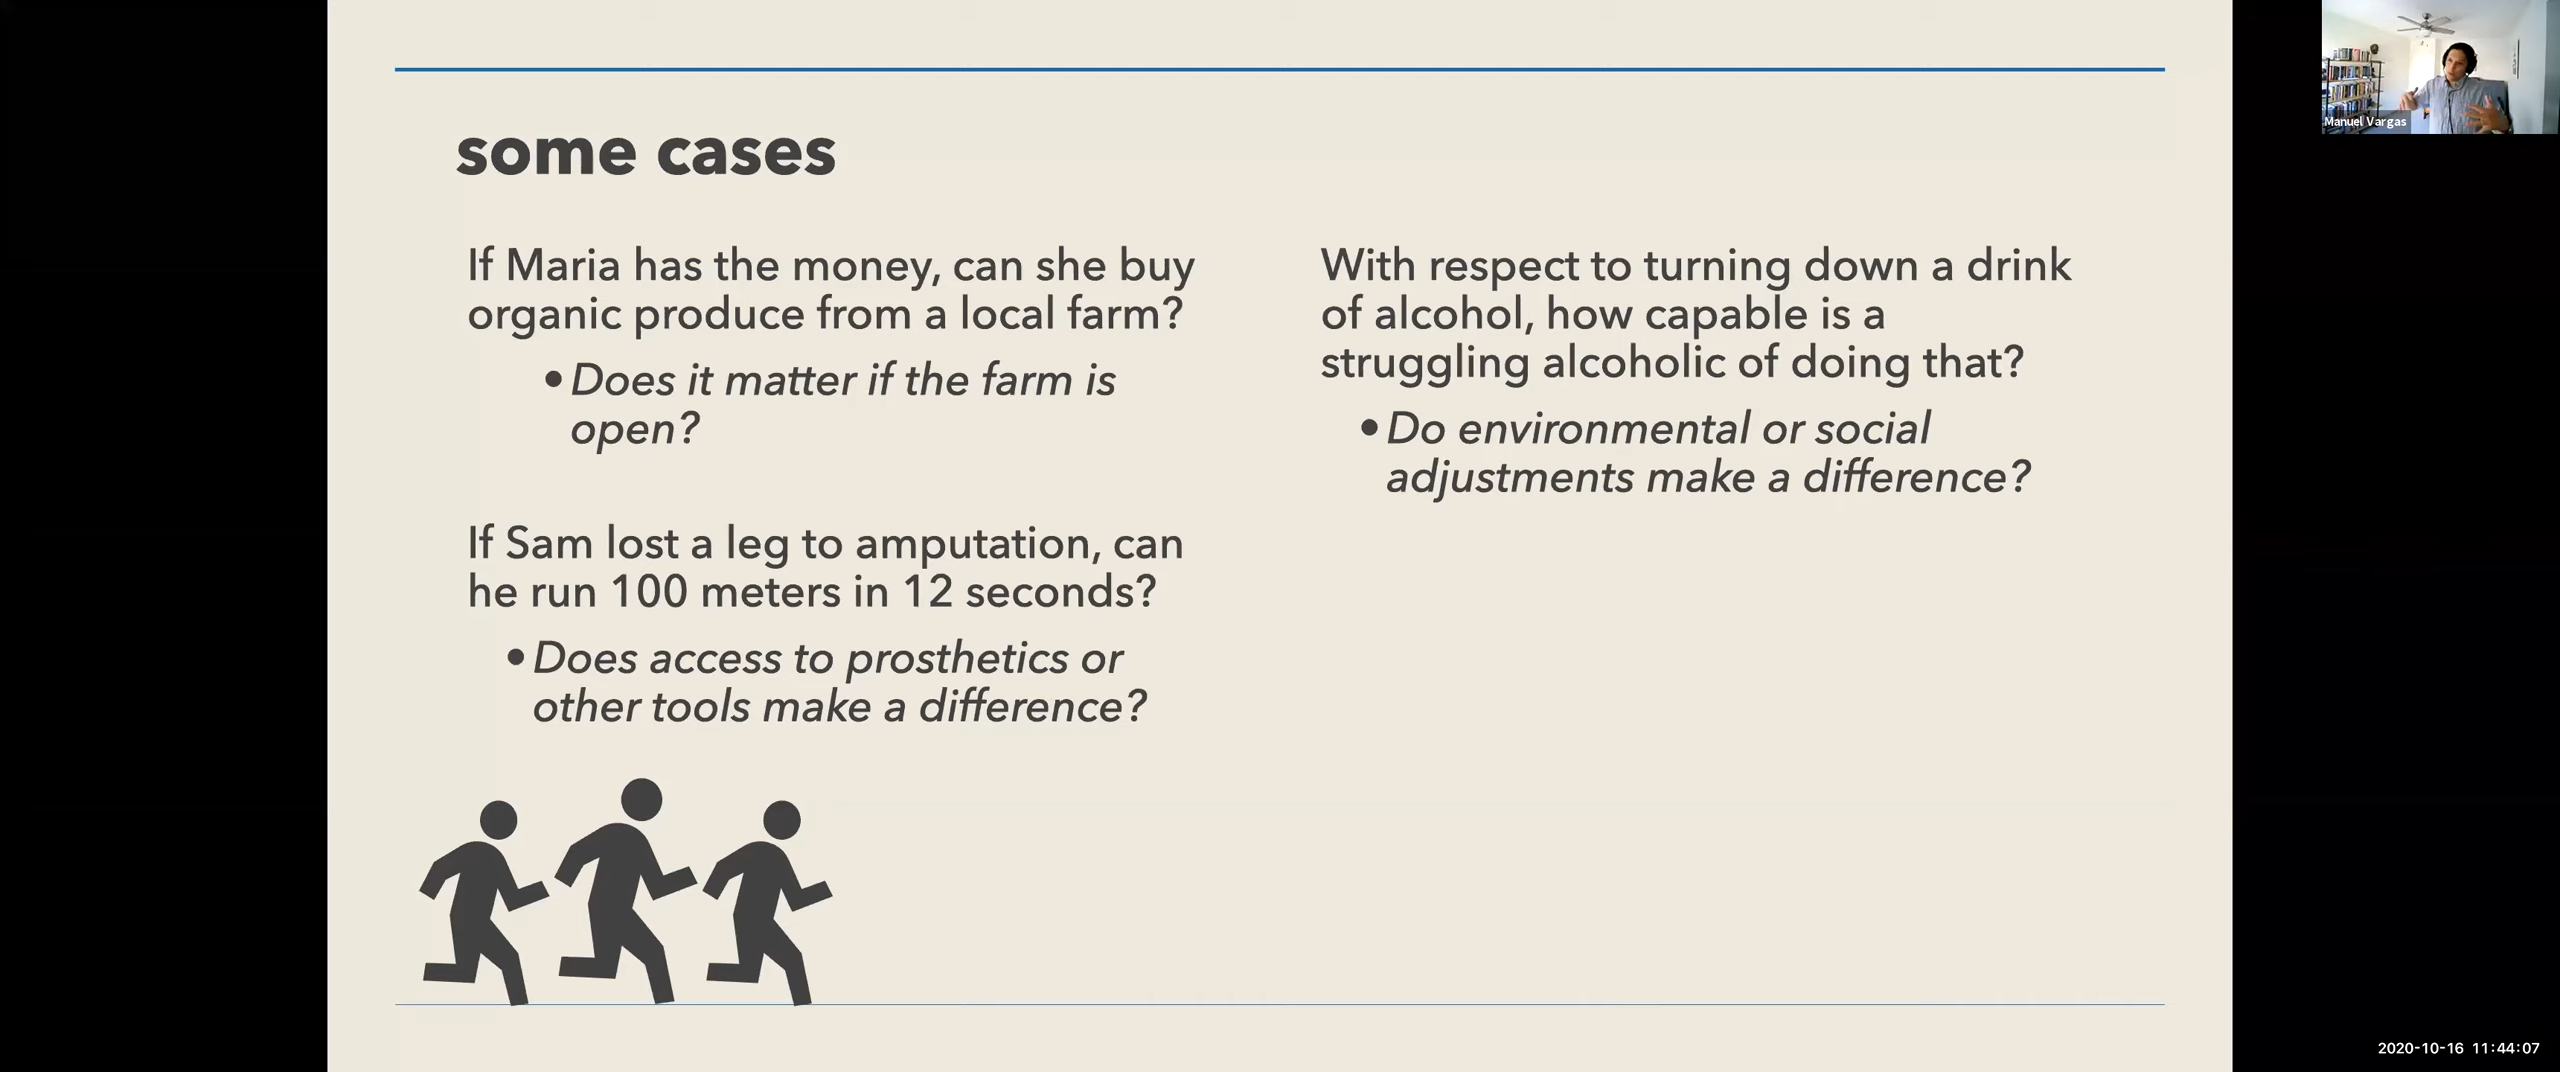 some cases
If Maria has the money, can she buy
organic produce from a local farm?
• Does it matter if the farm is
open?
If Sam lost a leg to amputation, can
he run 100 meters in 12 seconds?
• Does access to prosthetics or
other tools make a difference?
With respect to turning down a drink
of alcohol, how capable is a
struggling alcoholic of doing that?
• Do environmental or social
adjustments make a difference?
Manuel Vargas
2020-10-16 11:44:07